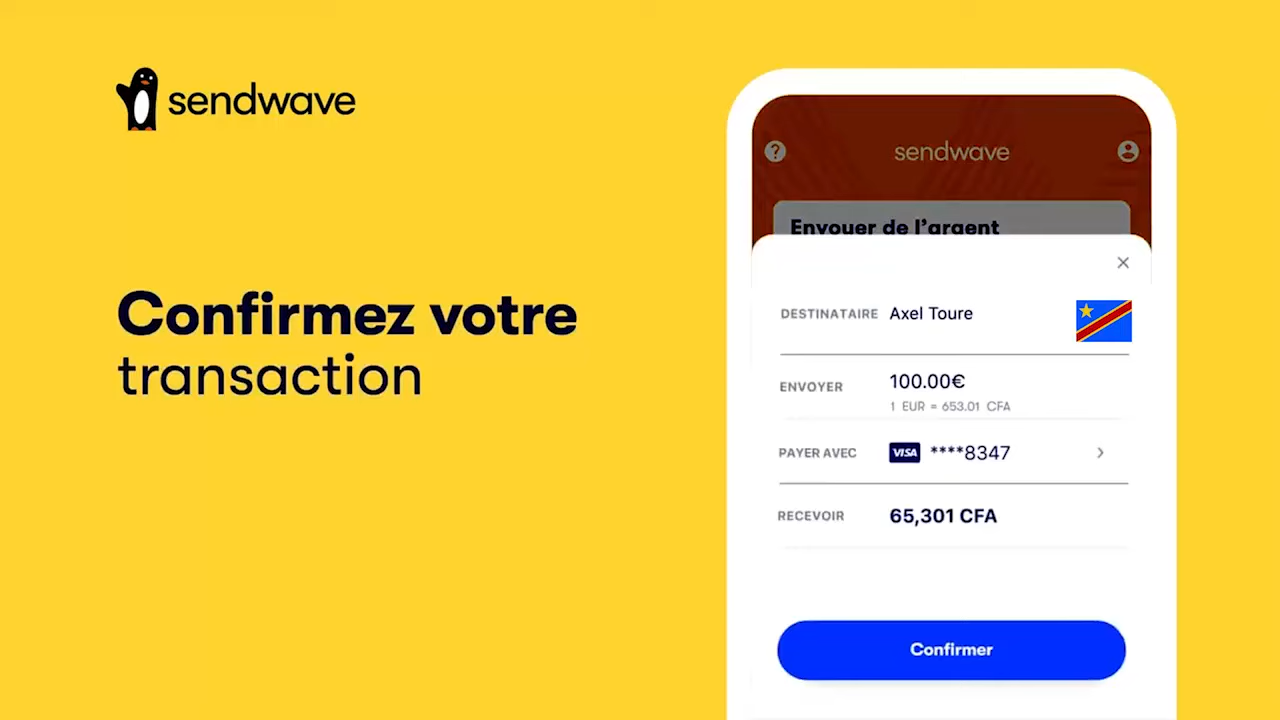 sendwave
Confirmez votre
transaction
sendwave
Envoyer de l'argent
DESTINATAIRE Axel Toure
ENVOYER 100.00€
1 EUR = 653.01 CFA
PAYER AVEC VISA ****8347
RECEVOIR 65,301 CFA
Confirmer